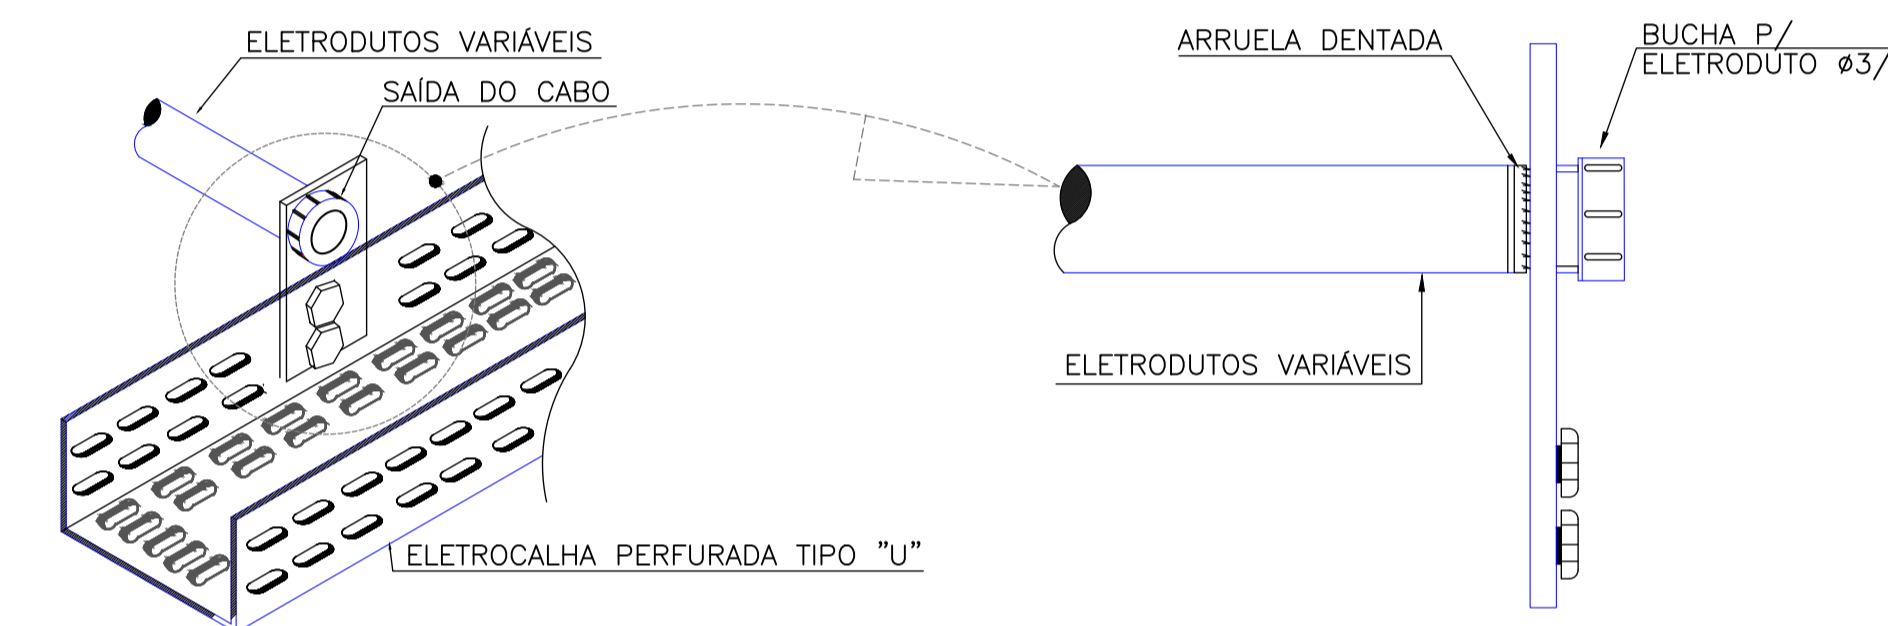 ELETRODUTOS VARIÁVEIS
SAÍDA DO CABO
ELETROCALHA PERFURADA TIPO "U"
ARRUELA DENTADA
BUCHA P/
ELETRODUTO ø3/
ELETRODUTOS VARIÁVEIS